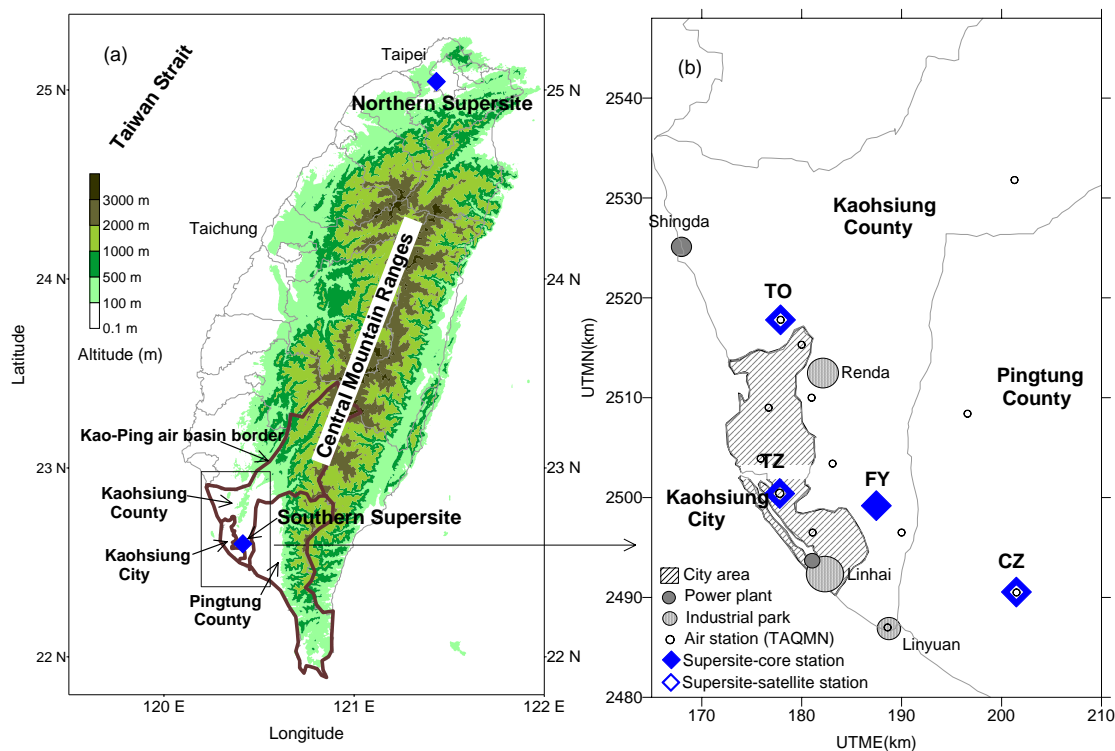 (a)
Taiwan Strait
Taipei
Northern Supersite
25 N
25 N
3000 m
2000 m
1000 m
500 m
100 m
0.1 m
Altitude (m)
Taichung
24 N
24 N
Central Mountain Ranges
Latitude
Kao-Ping air basin border
23 N
23 N
Kaohsiung
County
Southern Supersite
Kaohsiung
City
Pingtung
County
22 N
22 N
120 E
121 E
122 E
Longitude
(b)
2540
2530
2520
2510
2500
2490
2480
UTMN(km)
Kaohsiung
County
Shingda
TO
Renda
Pingtung
County
TZ
FY
Kaohsiung
City
CZ
Linhai
Linyuan
City area
Power plant
Industrial park
Air station (TAQMN)
Supersite-core station
Supersite-satellite station
170
180
190
200
210
UTME(km)